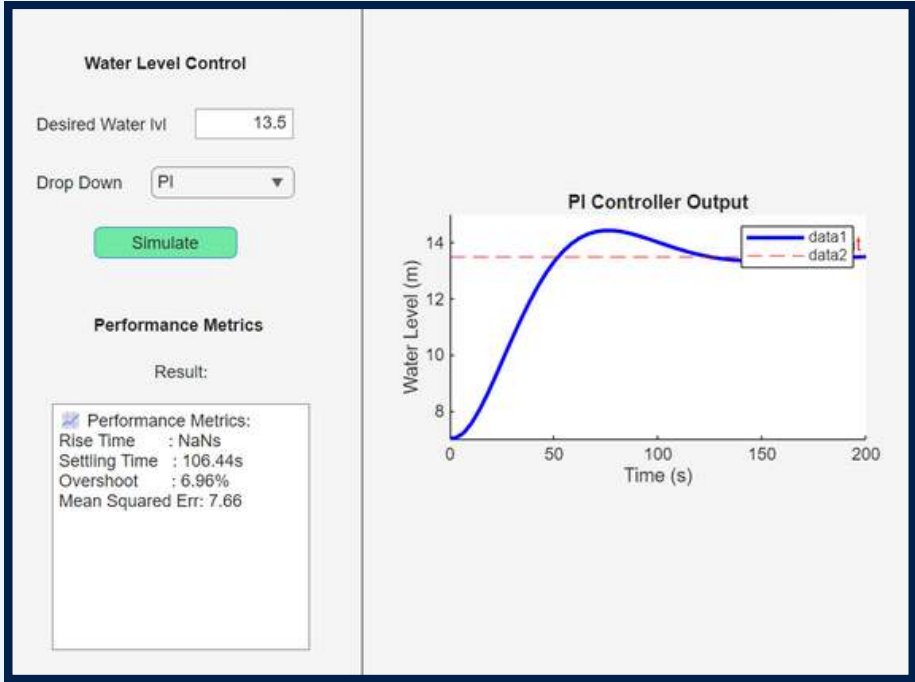 Water Level Control
Desired Water lvl 13.5
Drop Down PI
Simulate
Performance Metrics
Result:
Performance Metrics:
Rise Time : NaNs
Settling Time : 106.44s
Overshoot : 6.96%
Mean Squared Err: 7.66
PI Controller Output
Water Level (m)
14
12
10
8
data1
data2
t
0 50 100 150 200
Time (s)